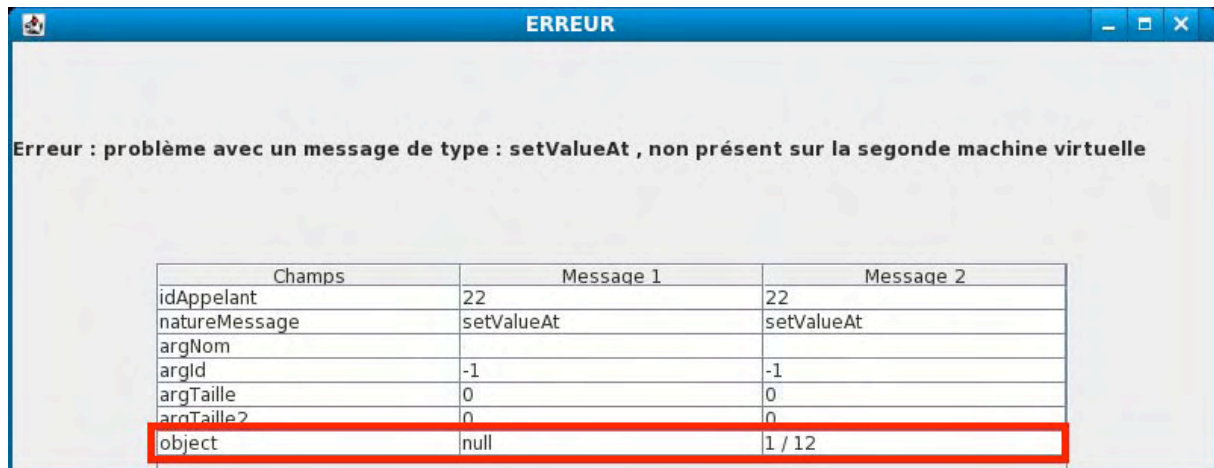 ERREUR
Erreur : problème avec un message de type : setValueAt , non présent sur la segonde machine virtuelle
Champs Message 1 Message 2
idAppelant 22 22
natureMessage setValueAt setValueAt
argNom
argId -1 -1
argTaille 0 0
argTaille2 0 0
object null 1 / 12